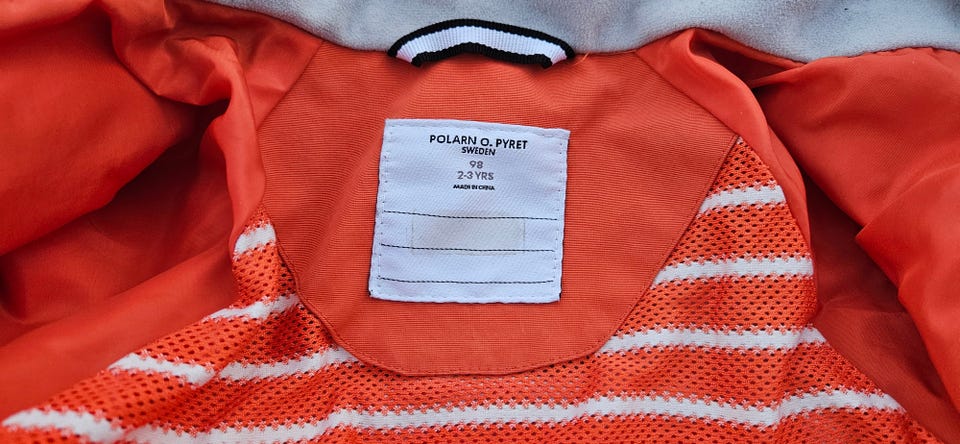 POLARN O. PYRET
SWEDEN
98
2-3 YRS
MADE IN CHINA